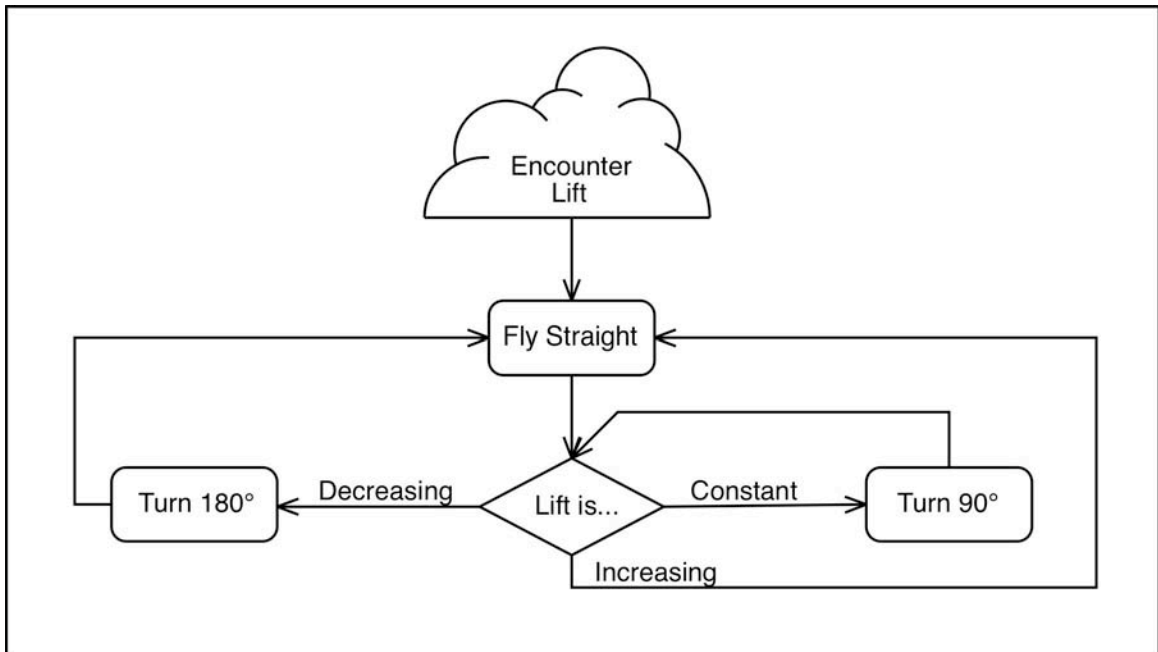 Encounter
Lift
Fly Straight
Turn 180°
Decreasing
Lift is...
Constant
Turn 90°
Increasing